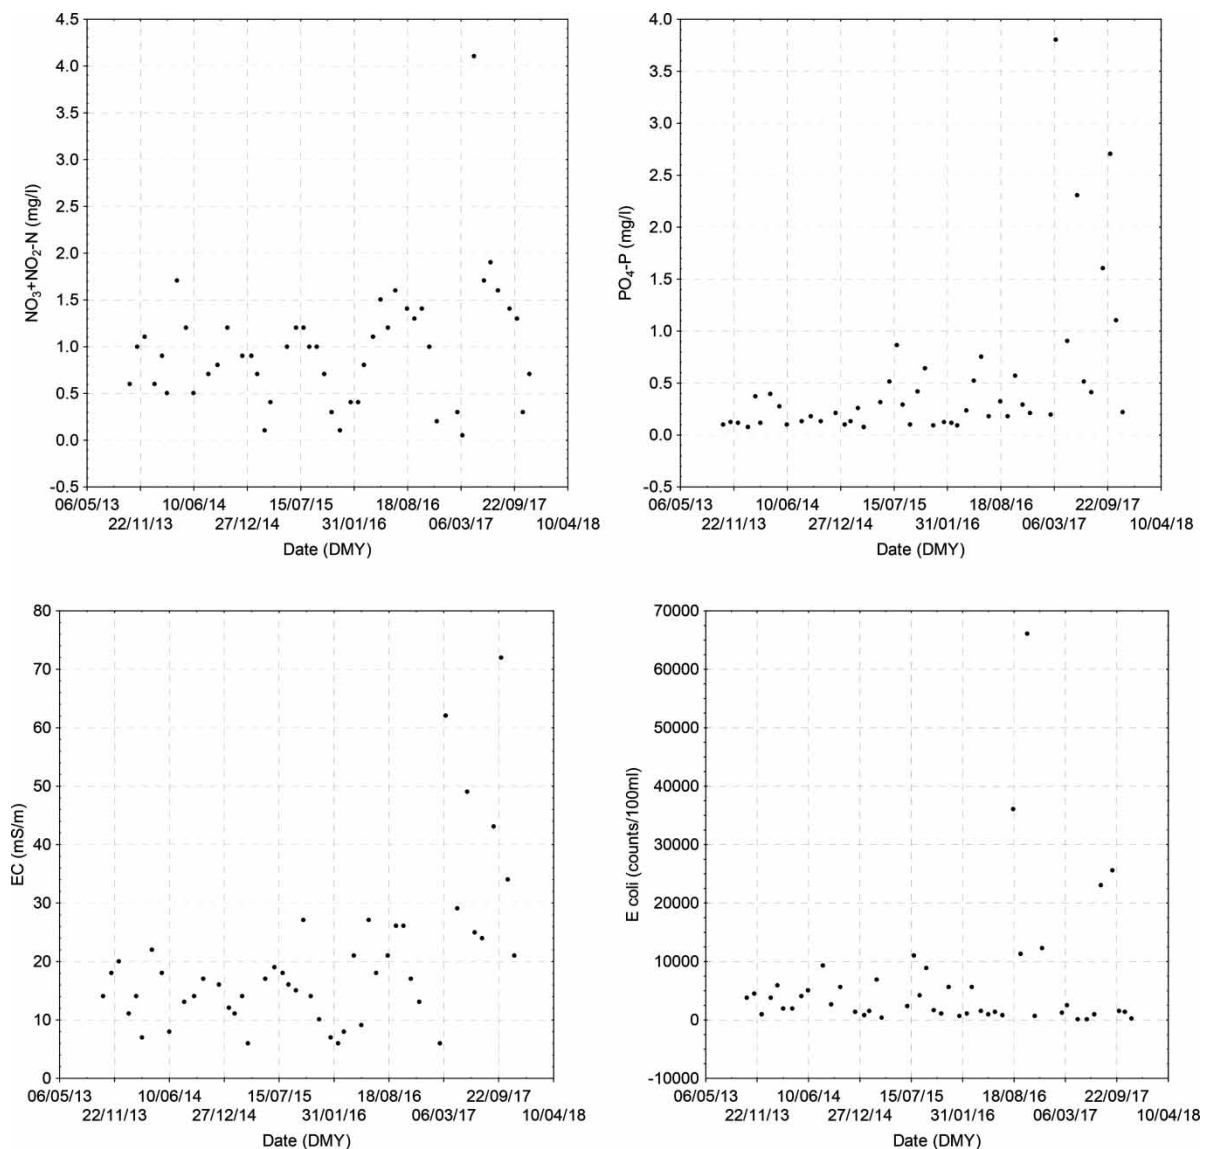 4.5
4.0
3.5
3.0
2.5
2.0
1.5
1.0
0.5
0.0
-0.5
NO₃+NO₂-N (mg/l)
06/05/13 10/06/14 15/07/15 18/08/16 22/09/17
22/11/13 27/12/14 31/01/16 06/03/17 10/04/18
Date (DMY)
4.0
3.5
3.0
2.5
2.0
1.5
1.0
0.5
0.0
-0.5
PO₄-P (mg/l)
06/05/13 10/06/14 15/07/15 18/08/16 22/09/17
22/11/13 27/12/14 31/01/16 06/03/17 10/04/18
Date (DMY)
80
70
60
50
40
30
20
10
0
EC (mS/m)
06/05/13 10/06/14 15/07/15 18/08/16 22/09/17
22/11/13 27/12/14 31/01/16 06/03/17 10/04/18
Date (DMY)
70000
60000
50000
40000
30000
20000
10000
0
-10000
E coli (counts/100ml)
06/05/13 10/06/14 15/07/15 18/08/16 22/09/17
22/11/13 27/12/14 31/01/16 06/03/17 10/04/18
Date (DMY)